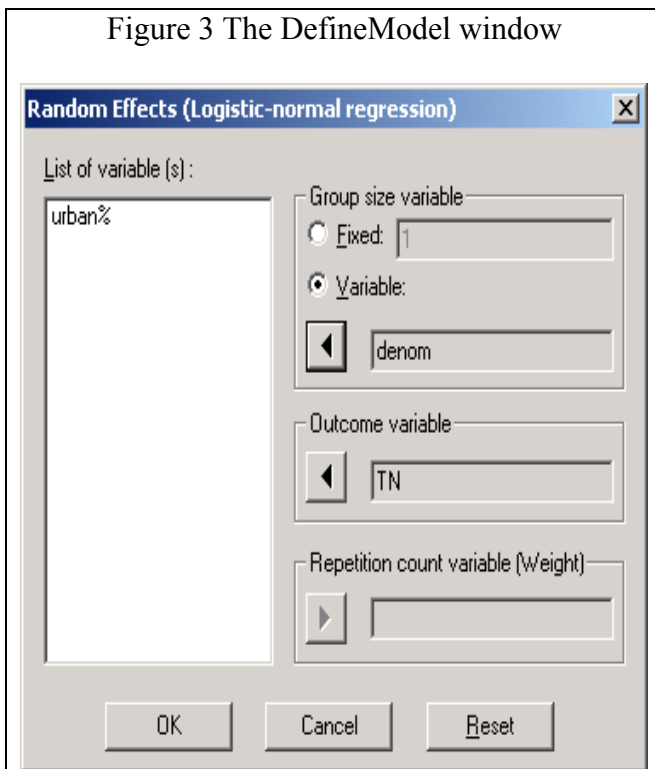 Figure 3 The DefineModel window
Random Effects (Logistic-normal regression)
List of variable (s) :
urban%
Group size variable
Fixed: 1
Variable:
denom
Outcome variable
TN
Repetition count variable (Weight)
OK Cancel Reset